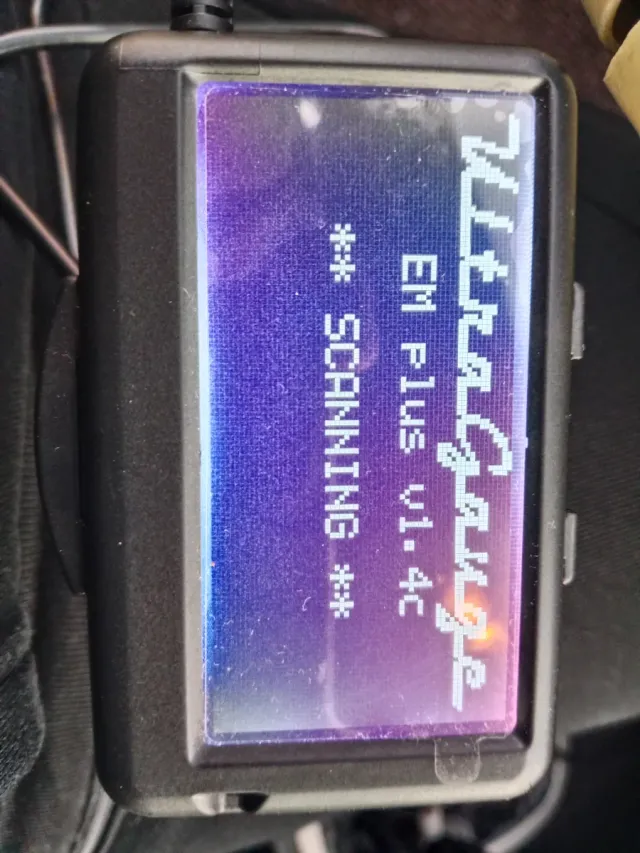 UltraGauge
EM Plus v1.4c
** SCANNING **